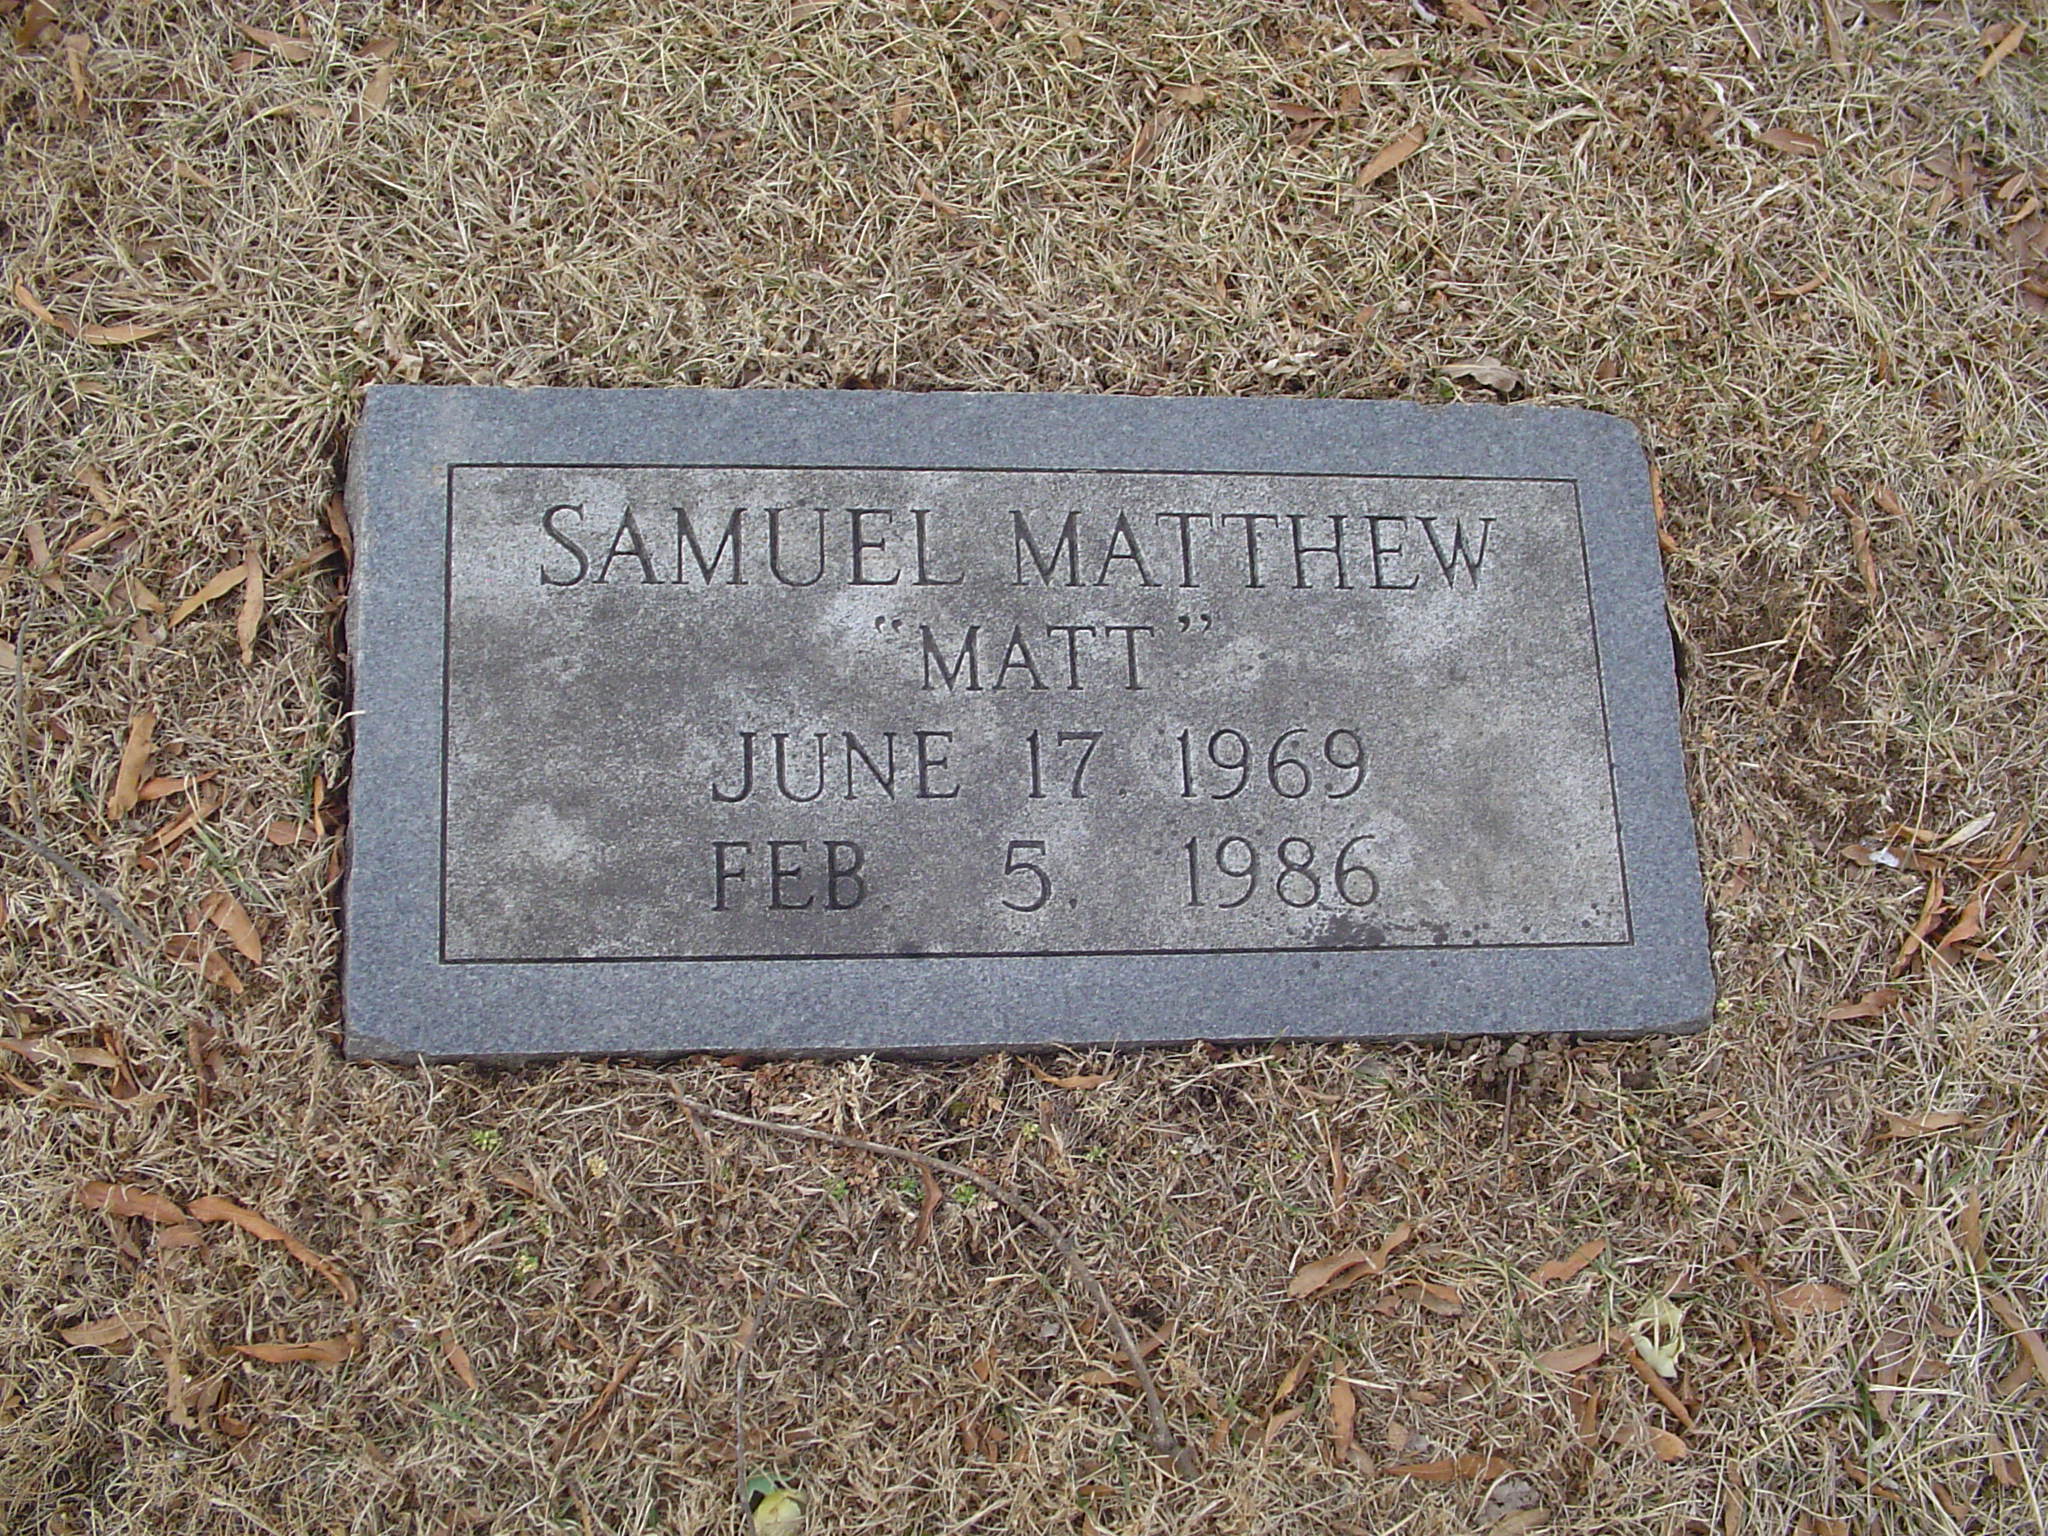 SAMUEL MATTHEW
"MATT"
JUNE 17, 1969
FEB. 5, 1986